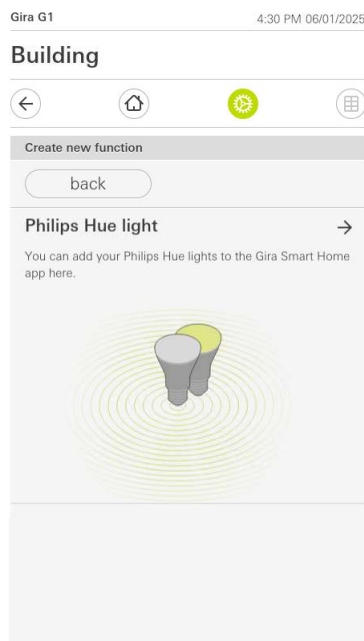 Gira G1
4:30 PM 06/01/2025
Building
Create new function
back
Philips Hue light
You can add your Philips Hue lights to the Gira Smart Home
app here.